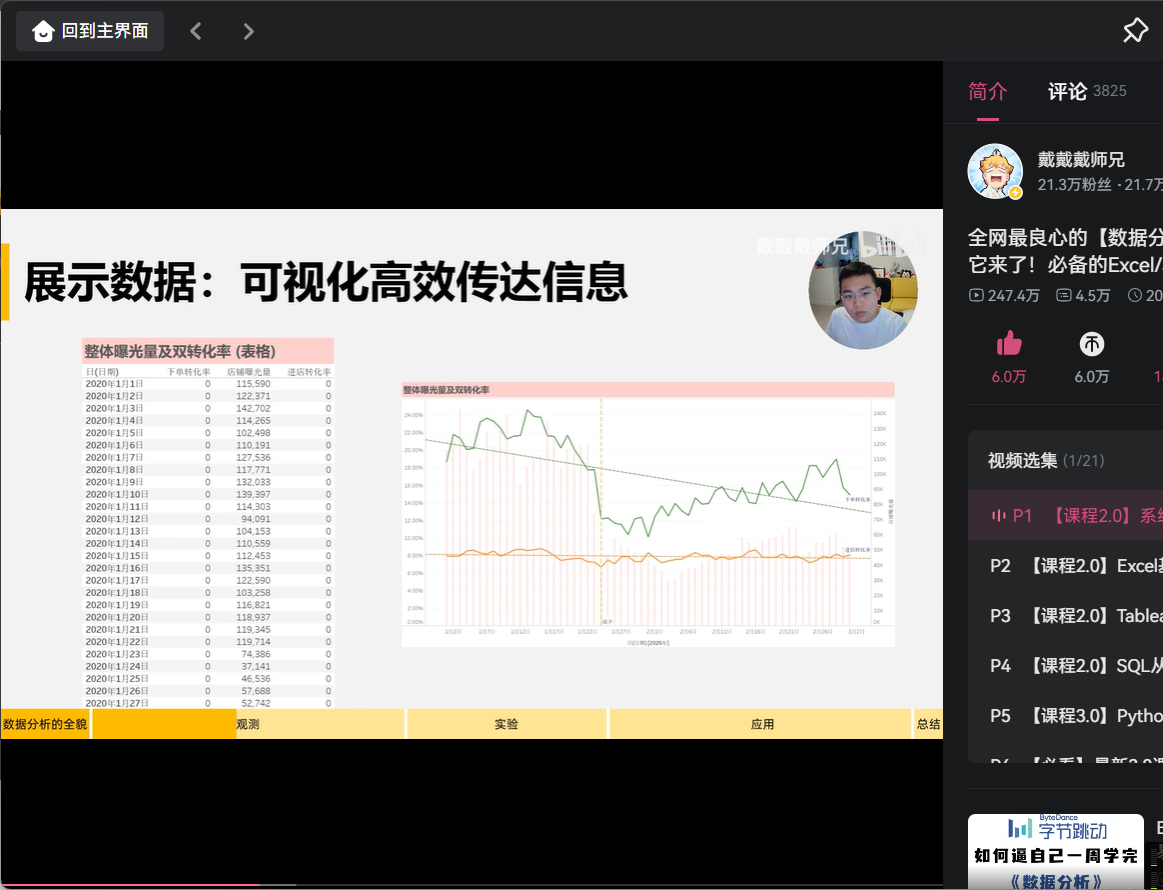 回到主界面
简介
评论 3825
戴戴戴师兄
21.3万粉丝 · 21.7万
全网最良心的【数据分
它来了！必备的Excel/
247.4万 4.5万 20
6.0万 6.0万 1
视频选集 (1/21)
P1 【课程2.0】系统
P2 【课程2.0】Excel基
P3 【课程2.0】Tablea
P4 【课程2.0】SQL从
P5 【课程3.0】Pytho
ByteDance
字节跳动
如何逼自己一周学完
《数据分析》
戴戴戴师兄
展示数据：可视化高效传达信息
整体曝光量及双转化率 (表格)
日(日期) 下单转化率 店铺曝光量 进店转化率
2020年1月1日 0 115,590 0
2020年1月2日 0 122,371 0
2020年1月3日 0 142,702 0
2020年1月4日 0 114,265 0
2020年1月5日 0 102,498 0
2020年1月6日 0 110,191 0
2020年1月7日 0 127,536 0
2020年1月8日 0 117,771 0
2020年1月9日 0 132,033 0
2020年1月10日 0 139,397 0
2020年1月11日 0 114,303 0
2020年1月12日 0 94,091 0
2020年1月13日 0 104,153 0
2020年1月14日 0 110,559 0
2020年1月15日 0 112,453 0
2020年1月16日 0 135,351 0
2020年1月17日 0 122,590 0
2020年1月18日 0 103,258 0
2020年1月19日 0 116,821 0
2020年1月20日 0 118,937 0
2020年1月21日 0 119,345 0
2020年1月22日 0 119,714 0
2020年1月23日 0 74,386 0
2020年1月24日 0 37,141 0
2020年1月25日 0 46,536 0
2020年1月26日 0 57,688 0
2020年1月27日 0 52,742 0
整体曝光量及双转化率
24.00%
22.00%
20.00%
18.00%
16.00%
14.00%
12.00%
10.00%
8.00%
6.00%
4.00%
2.00%
0.00%
140K
130K
120K
110K
100K
90K
80K
70K
60K
50K
40K
30K
20K
10K
0K
下单转化率
进店转化率
店铺曝光量
1月2日 1月7日 1月12日 1月17日 1月22日 1月27日 2月1日 2月6日 2月11日 2月16日 2月21日 2月26日 3月2日
日(日期) [2020年]
数据分析的全貌 观测 实验 应用 总结